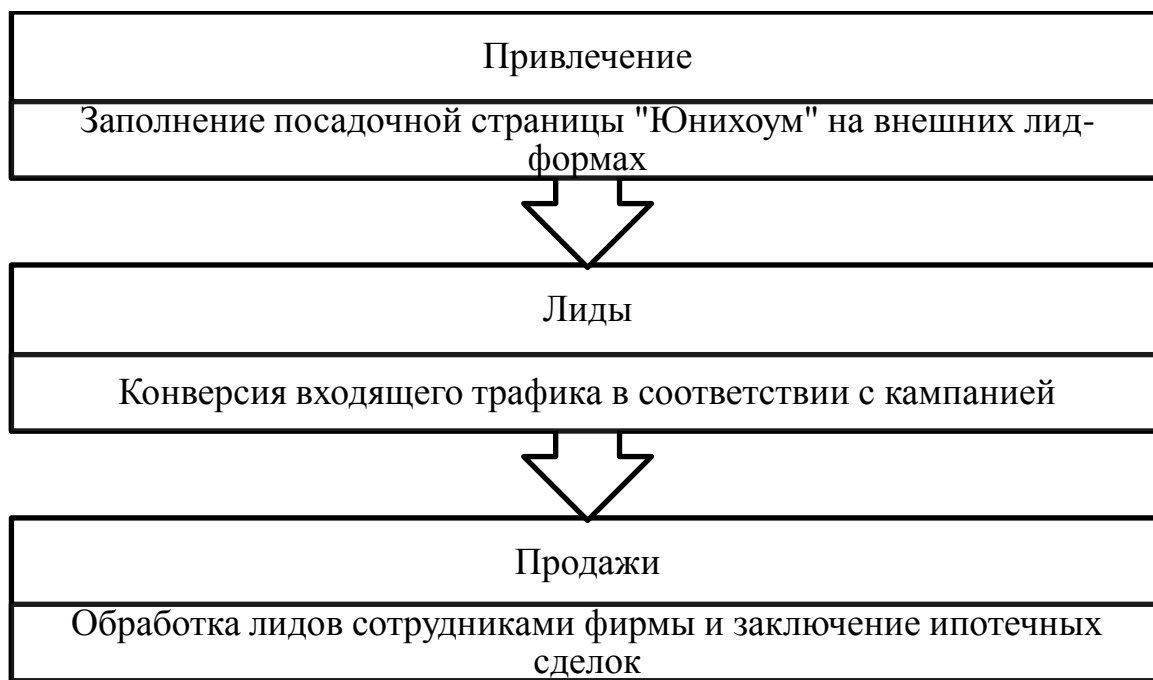 Привлечение
Заполнение посадочной страницы "Юнихоум" на внешних лид-
формах
Лиды
Конверсия входящего трафика в соответствии с кампанией
Продажи
Обработка лидов сотрудниками фирмы и заключение ипотечных
сделок